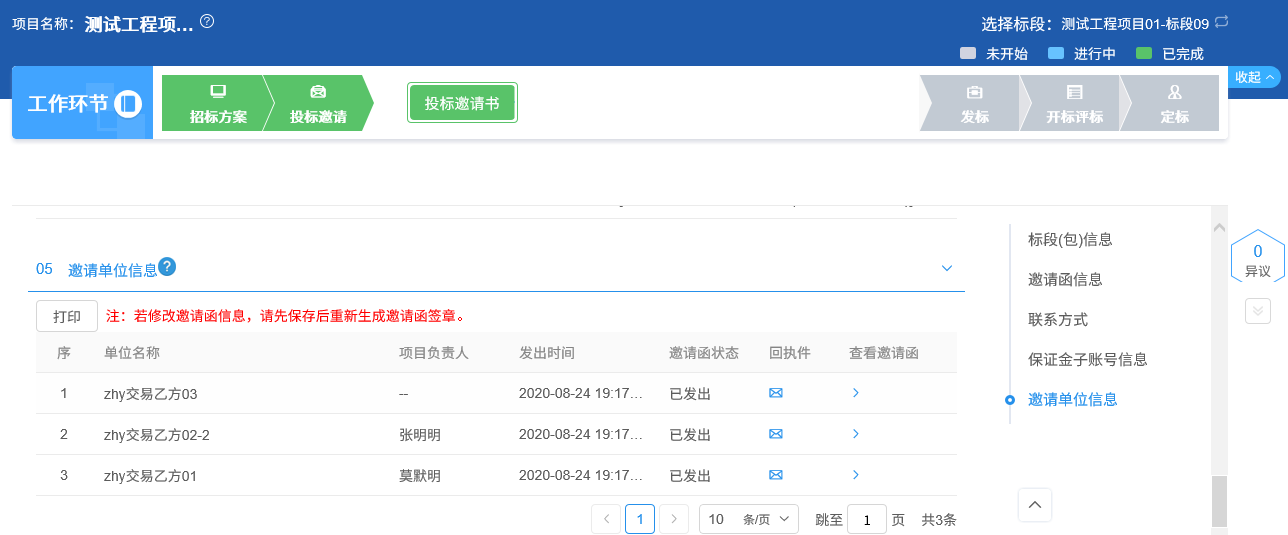 项目名称： 测试工程项... ?
选择标段： 测试工程项目01-标段09
未开始 进行中 已完成
收起
工作环节
招标方案 投标邀请 投标邀请书 发标 开标评标 定标
05 邀请单位信息 ?
打印 注：若修改邀请函信息，请先保存后重新生成邀请函签章。
序 单位名称 项目负责人 发出时间 邀请函状态 回执件 查看邀请函
1 zhy交易乙方03 -- 2020-08-24 19:17... 已发出
2 zhy交易乙方02-2 张明明 2020-08-24 19:17... 已发出
3 zhy交易乙方01 莫默明 2020-08-24 19:17... 已发出
1 10 条/页 跳至 1 页 共3条
标段(包)信息
邀请函信息
联系方式
保证金子账号信息
邀请单位信息
0
异议